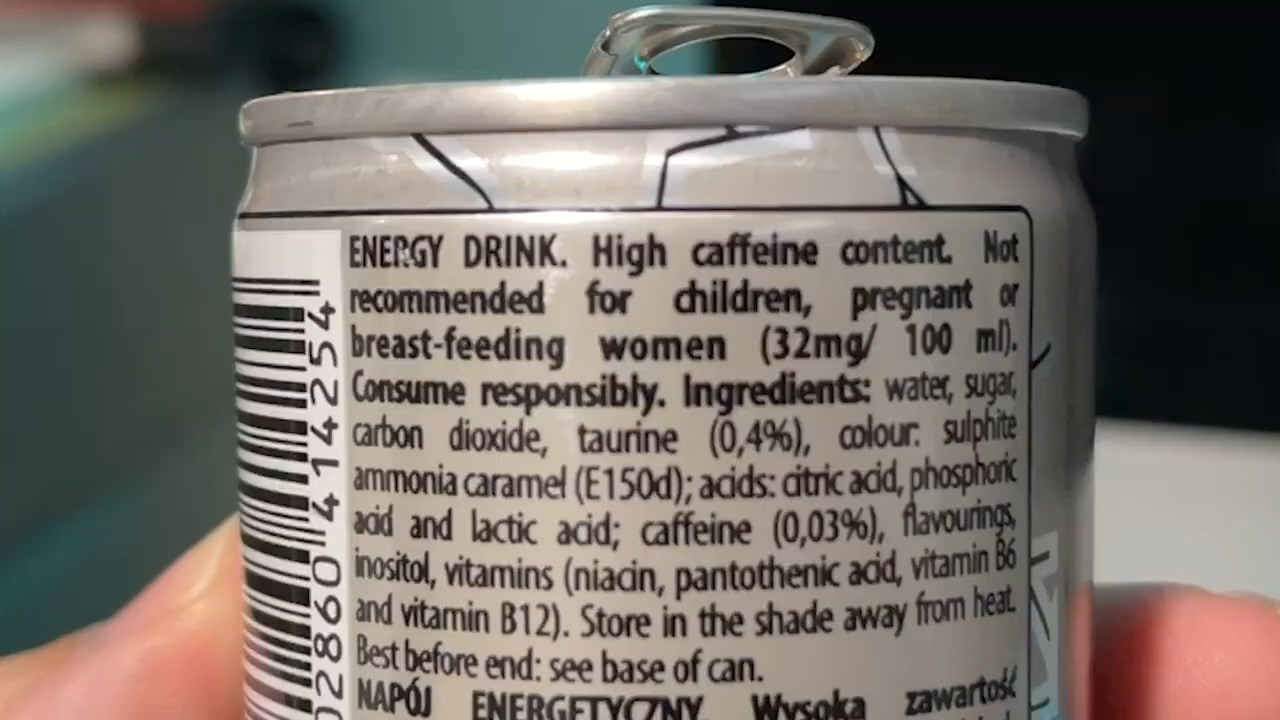 ENERGY DRINK. High caffeine content. Not
recommended for children, pregnant or
breast-feeding women (32mg/ 100 ml).
Consume responsibly. Ingredients: water, sugar,
carbon dioxide, taurine (0,4%), colour: sulphite
ammonia caramel (E150d); acids: citric acid, phosphoric
acid and lactic acid; caffeine (0,03%), flavourings,
inositol, vitamins (niacin, pantothenic acid, vitamin B6
and vitamin B12). Store in the shade away from heat.
Best before end: see base of can.
NAPÓJ ENERGETYCZNY. Wysoka zawartość
02860 414254